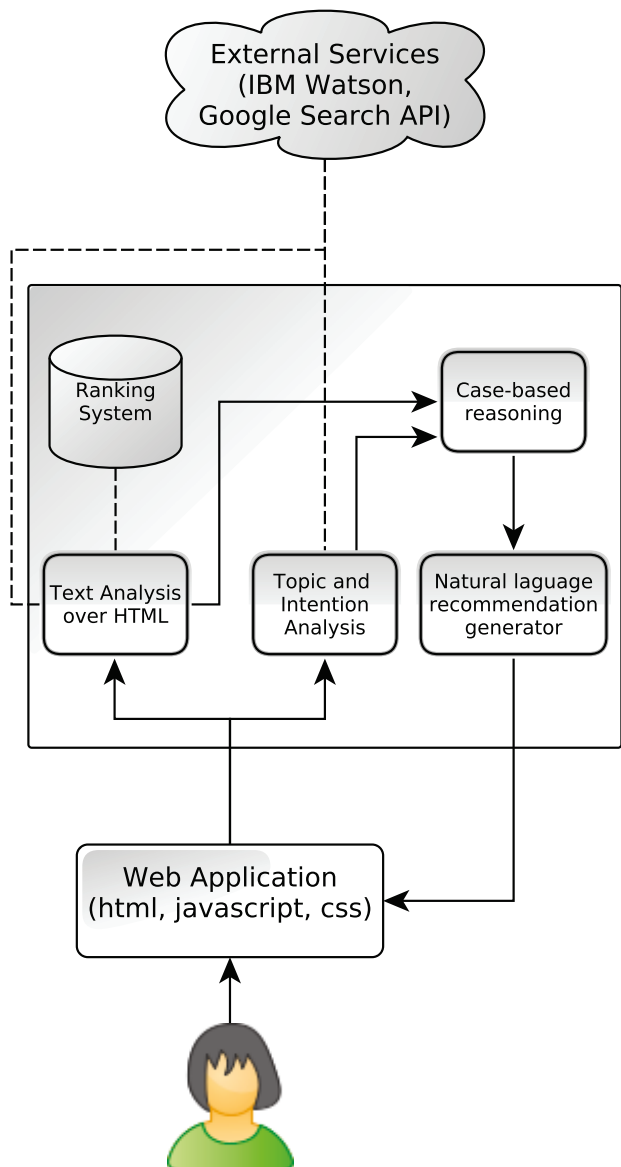 External Services
(IBM Watson,
Google Search API)
Ranking
System
Case-based
reasoning
Text Analysis
over HTML
Topic and
Intention
Analysis
Natural laguage
recommendation
generator
Web Application
(html, javascript, css)